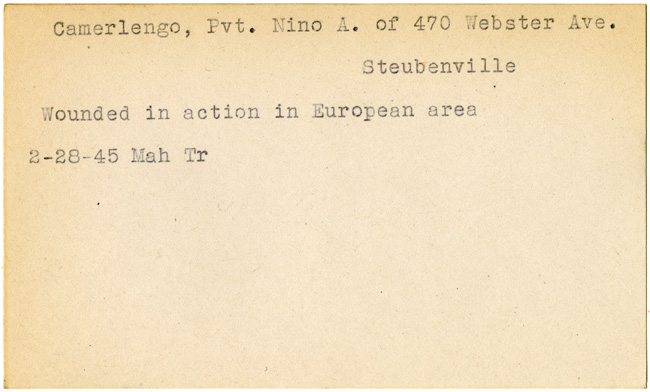 Camerlengo, Pvt. Nino A. of 470 Webster Ave.
Steubenville
Wounded in action in European area
2-28-45 Mah Tr